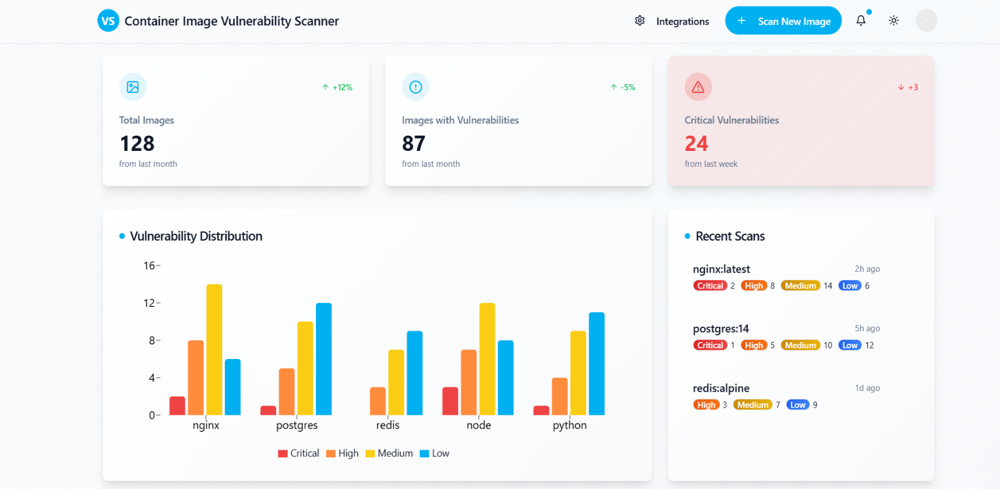 VS Container Image Vulnerability Scanner Integrations + Scan New Image
+12%
Total Images
128
from last month
-5%
Images with Vulnerabilities
87
from last month
+3
Critical Vulnerabilities
24
from last week
Vulnerability Distribution
16
12
8
4
0
nginx postgres redis node python
Critical High Medium Low
Recent Scans
nginx:latest 2h ago
Critical 2 High 8 Medium 14 Low 6
postgres:14 5h ago
Critical 1 High 5 Medium 10 Low 12
redis:alpine 1d ago
High 3 Medium 7 Low 9